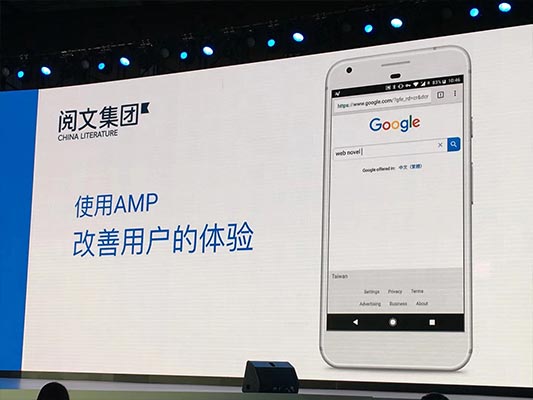 阅文集团
CHINA LITERATURE
使用AMP
改善用户的体验
83% 10:46
https://www.google.com/?gfe_rd=cr&dcr
Google
web novel
Google offered in: 中文（繁體）
Taiwan
Settings Privacy Terms
Advertising Business About